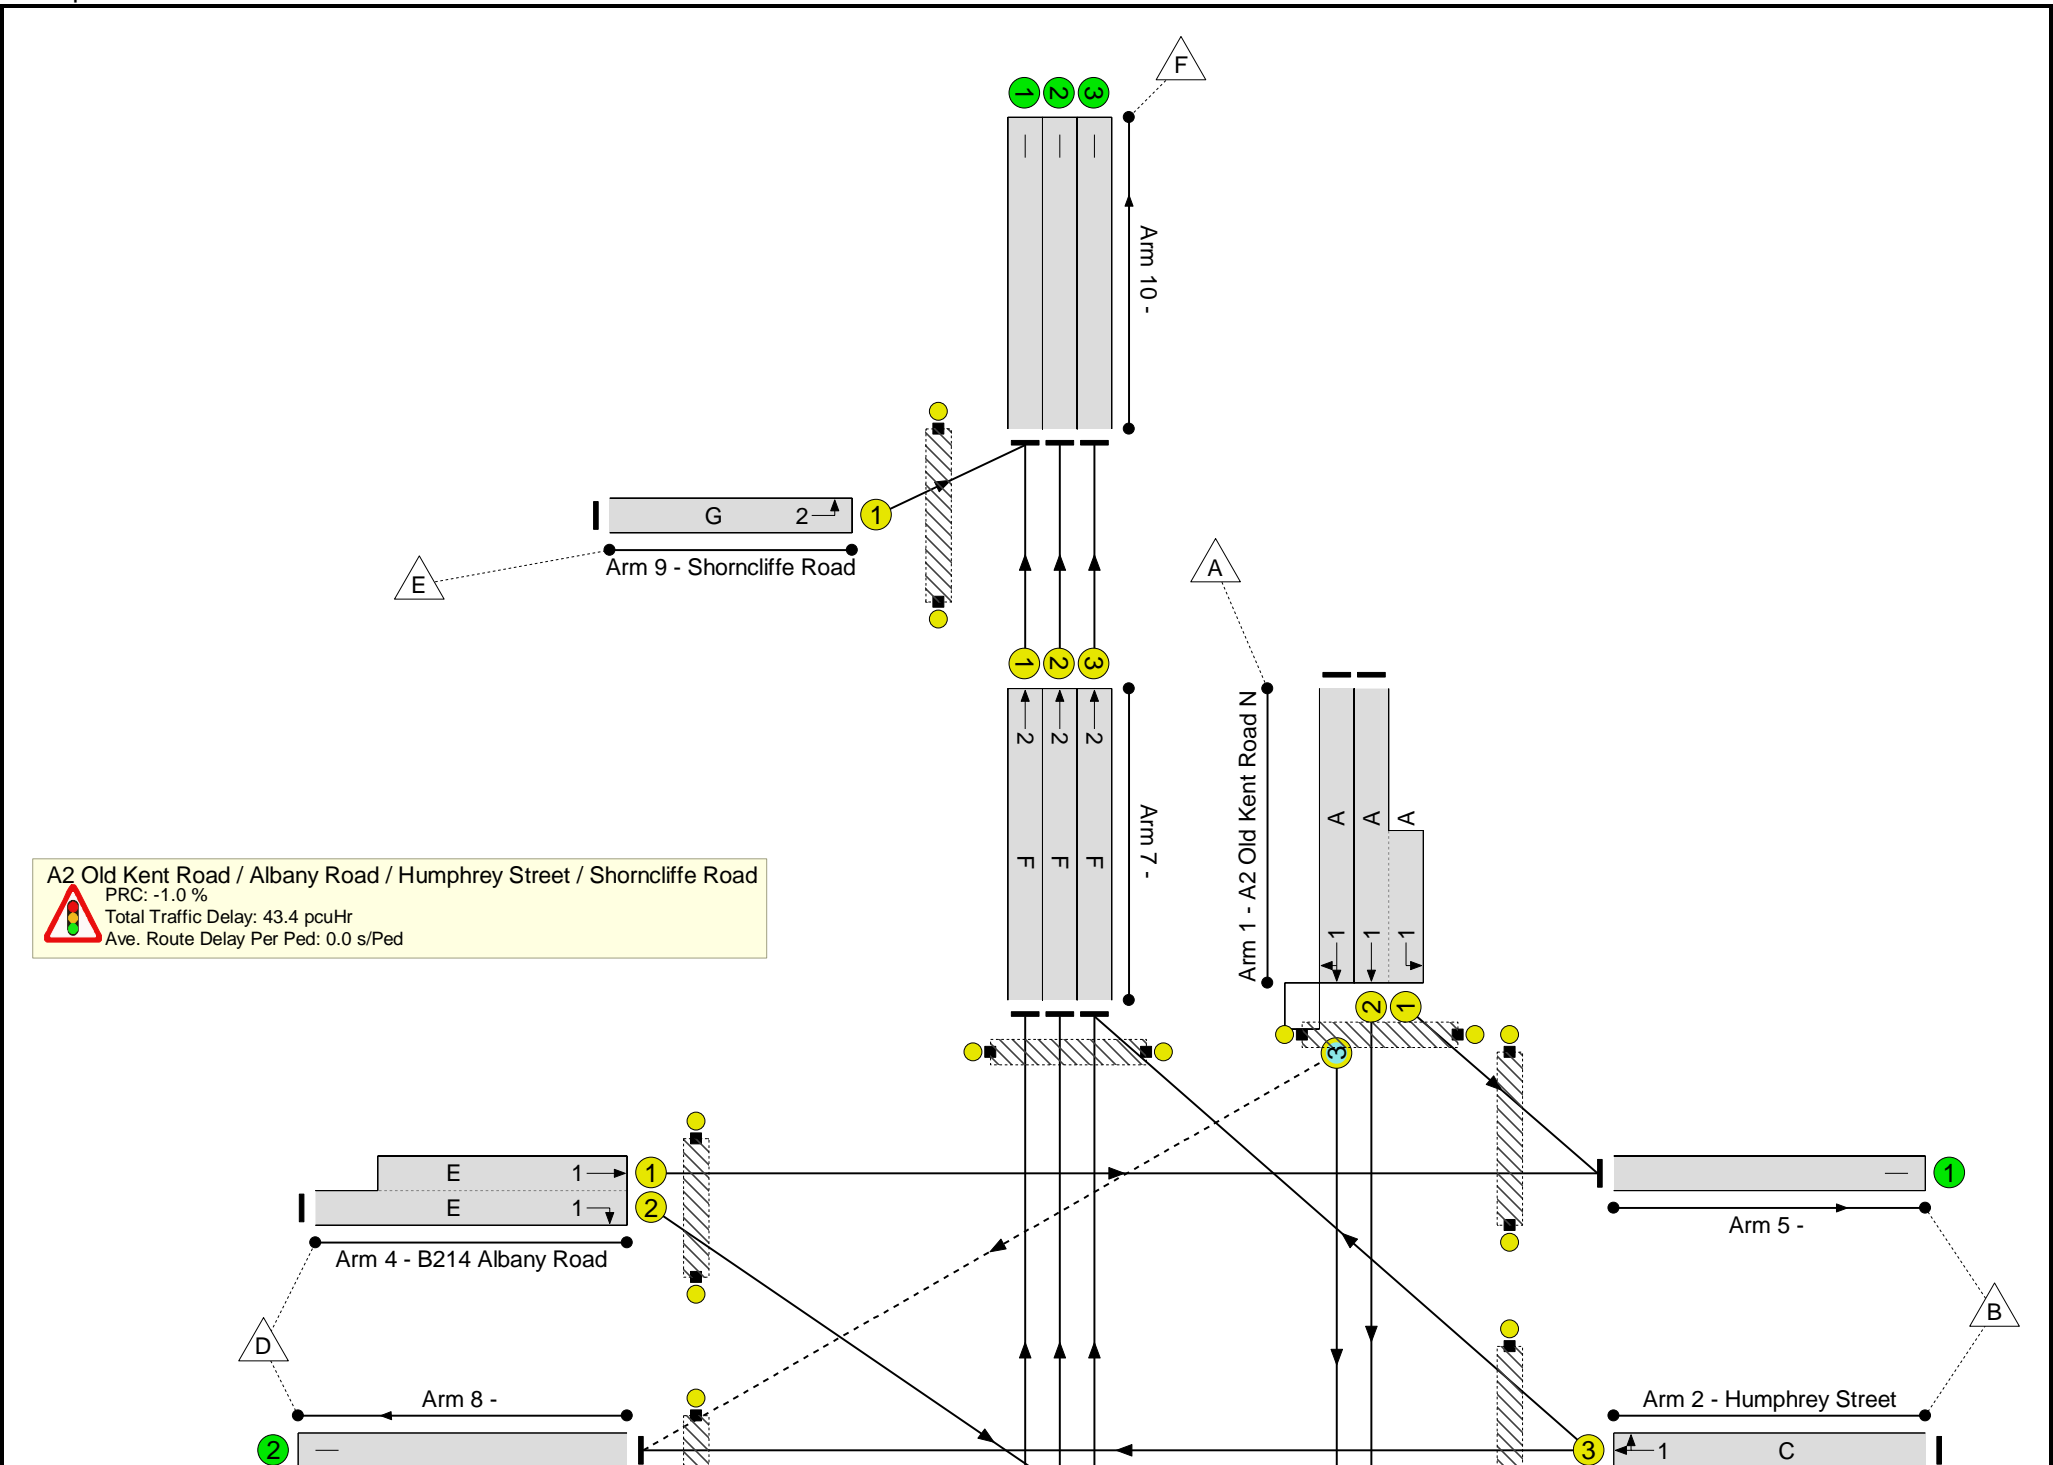 F
1 2 3
Arm 10 -
G 2 1
Arm 9 - Shorncliffe Road
E
A
1 2 3
2 2 2
F F F
Arm 7 -
Arm 1 - A2 Old Kent Road N
A A A
1 1 1
2 1
3
A2 Old Kent Road / Albany Road / Humphrey Street / Shorncliffe Road
PRC: -1.0 %
Total Traffic Delay: 43.4 pcuHr
Ave. Route Delay Per Ped: 0.0 s/Ped
E 1 1
E 1 2
Arm 4 - B214 Albany Road
1
Arm 5 -
B
D
Arm 8 -
2
Arm 2 - Humphrey Street
3 1 C